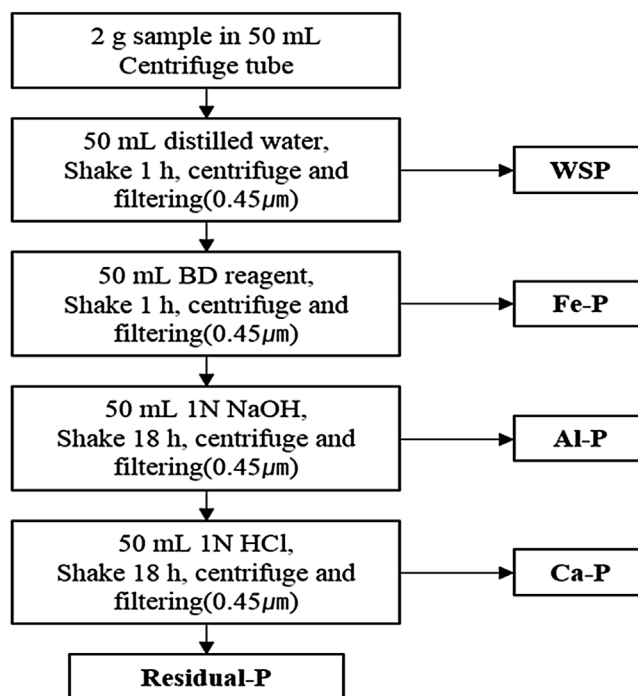 2 g sample in 50 mL
Centrifuge tube
50 mL distilled water,
Shake 1 h, centrifuge and
filtering(0.45㎛)
WSP
50 mL BD reagent,
Shake 1 h, centrifuge and
filtering(0.45㎛)
Fe-P
50 mL 1N NaOH,
Shake 18 h, centrifuge and
filtering(0.45㎛)
Al-P
50 mL 1N HCl,
Shake 18 h, centrifuge and
filtering(0.45㎛)
Ca-P
Residual-P